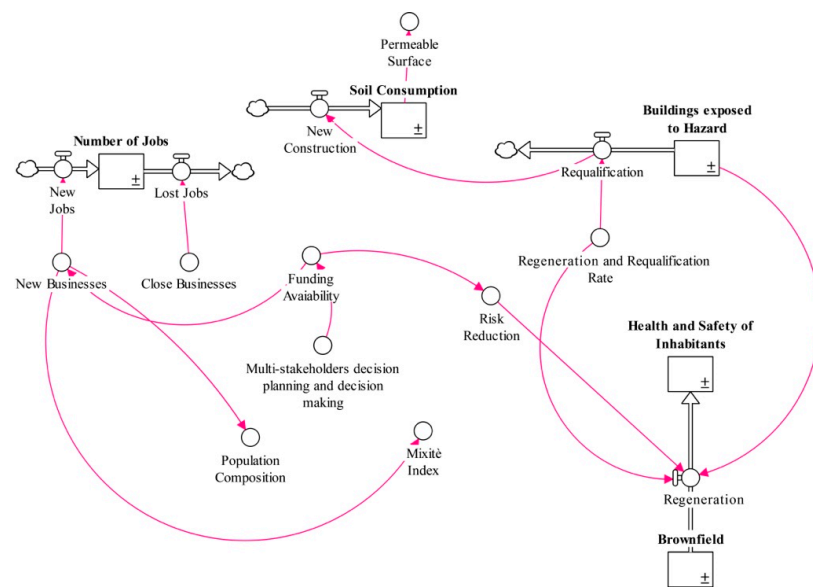 Permeable
Surface
Soil Consumption
±
New
Construction
Buildings exposed
to Hazard
±
Requalification
Number of Jobs
±
New
Jobs
Lost Jobs
New Businesses
Close Businesses
Funding
Avaiability
Regeneration and Requalification
Rate
Risk
Reduction
Multi-stakeholders decision
planning and decision
making
Health and Safety of
Inhabitants
±
Population
Composition
Mixitè
Index
Regeneration
Brownfield
±